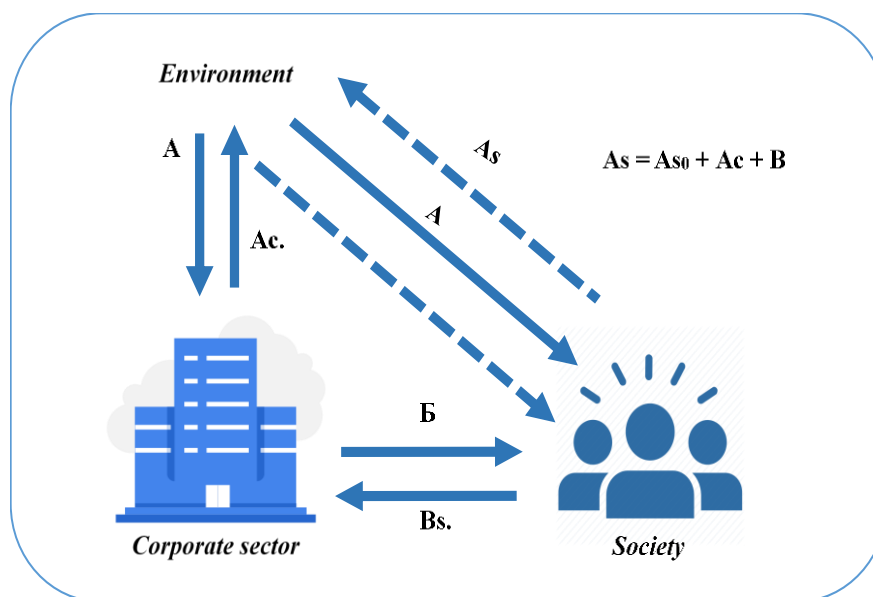 Environment
As
As = As₀ + Ac + B
A
A
Ac.
Б
Bs.
Corporate sector
Society